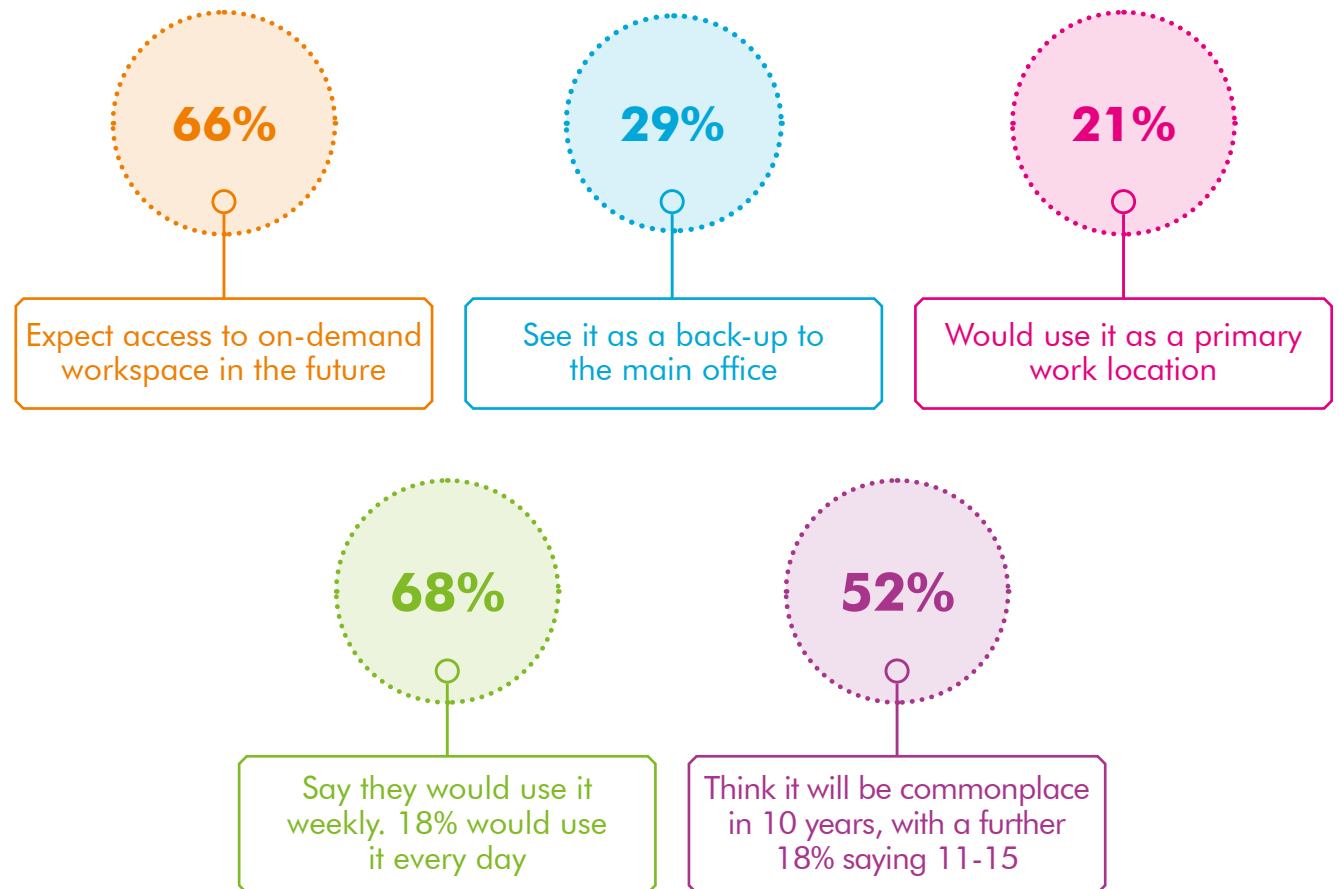 66%
Expect access to on-demand
workspace in the future
29%
See it as a back-up to
the main office
21%
Would use it as a primary
work location
68%
Say they would use it
weekly. 18% would use
it every day
52%
Think it will be commonplace
in 10 years, with a further
18% saying 11-15